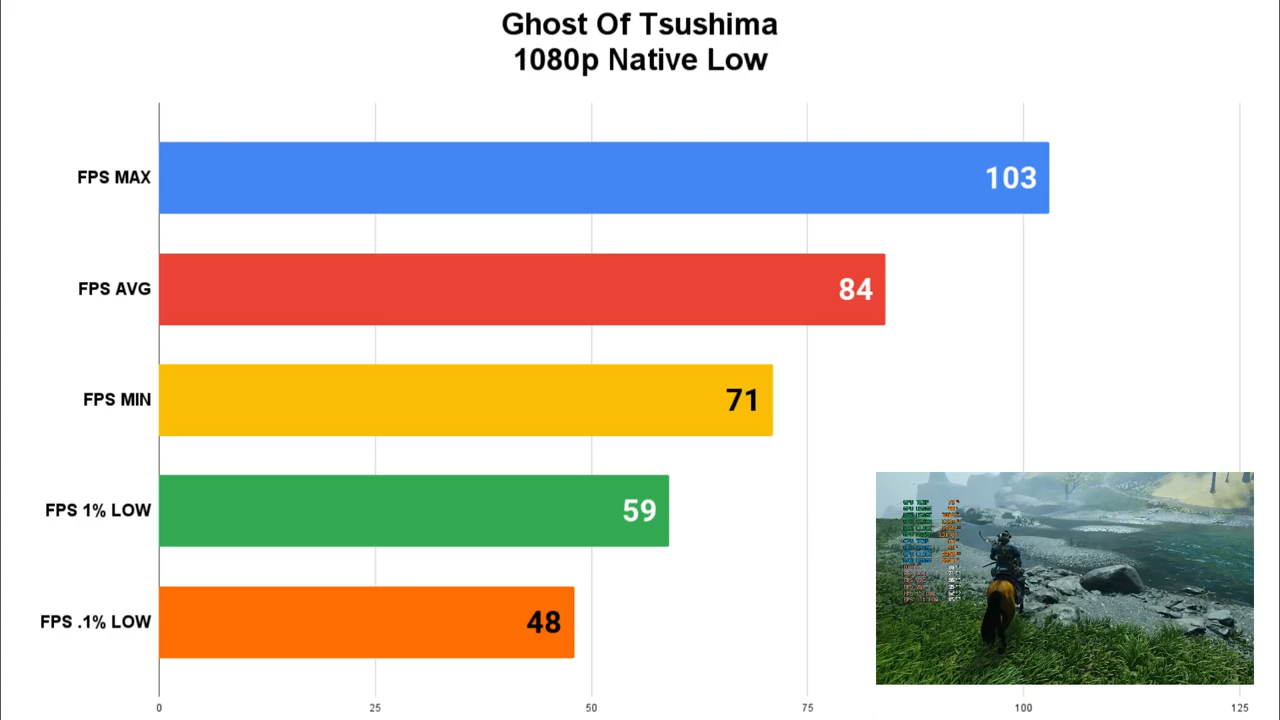 Ghost Of Tsushima
1080p Native Low
FPS MAX
103
FPS AVG
84
FPS MIN
71
FPS 1% LOW
59
FPS .1% LOW
48
0
25
50
75
100
125